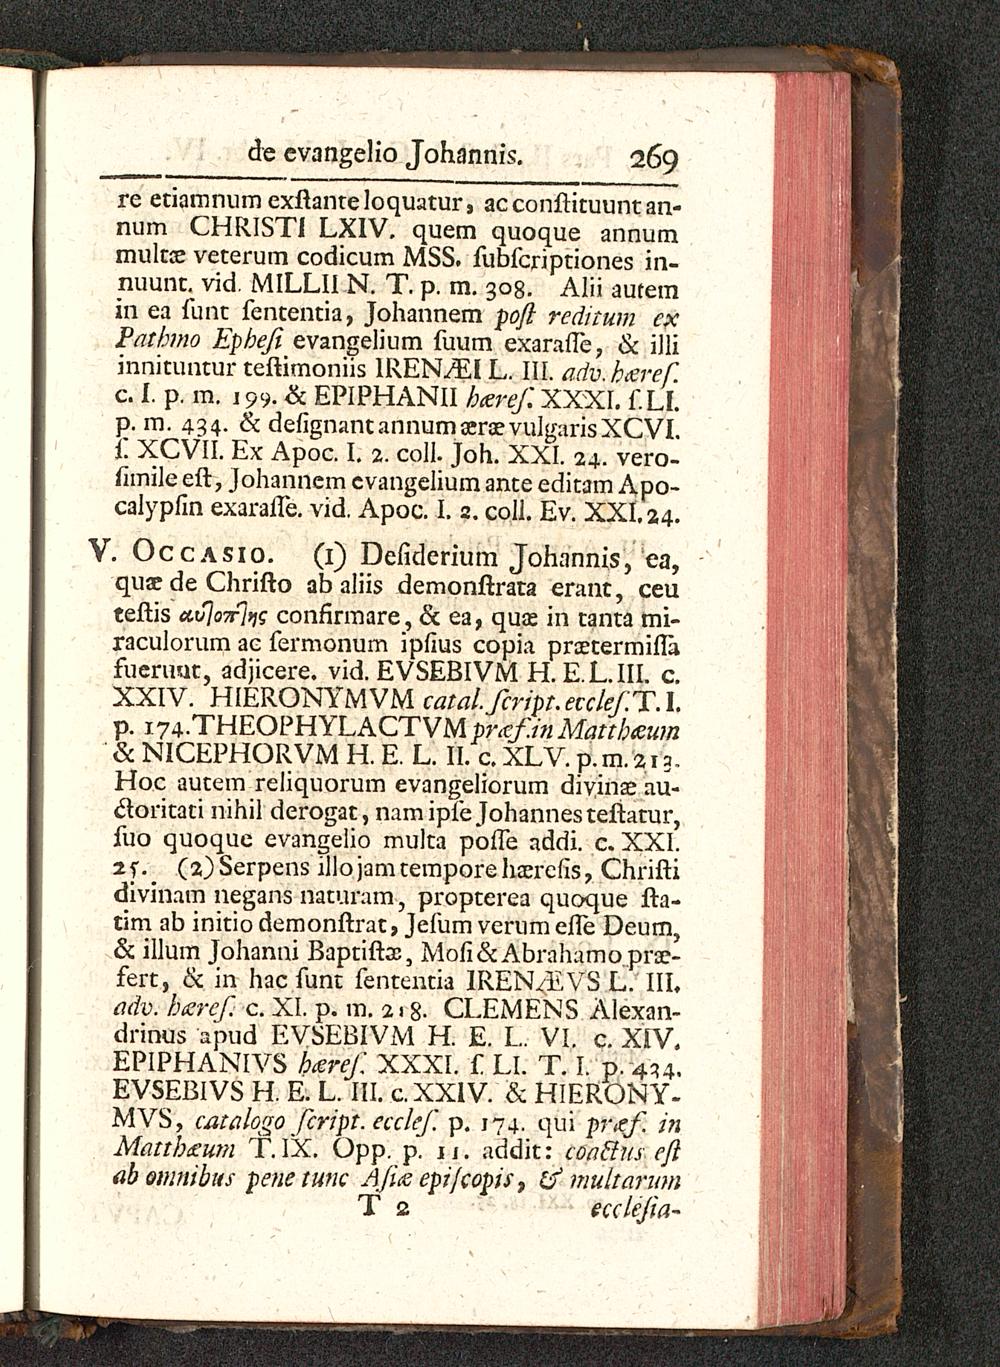 de evangelio Johannis. 269
re etiamnum exſtante loquatur, ac conſtituunt an-
num CHRISTI LXIV. quem quoque annum
multæ veterum codicum MSS. ſubſcriptiones in-
nuunt. vid. MILLII N. T. p. m. 308. Alii autem
in ea ſunt ſententia, Johannem poſt reditum ex
Pathmo Epheſi evangelium ſuum exaraſſe, & illi
innituntur teſtimoniis IRENÆI L. III. adv. hæreſ.
c. I. p. m. 199. & EPIPHANII hæreſ. XXXI. ſ. LI.
p. m. 434. & deſignant annum æræ vulgaris XCVI.
ſ. XCVII. Ex Apoc. I. 2. coll. Joh. XXI. 24. vero-
ſimile eſt, Johannem evangelium ante editam Apo-
calypſin exaraſſe. vid. Apoc. I. 2. coll. Ev. XXI. 24.
V. OCCASIO. (1) Deſiderium Johannis, ea,
quæ de Chriſto ab aliis demonſtrata erant, ceu
teſtis αυ]οπ]ης confirmare, & ea, quæ in tanta mi-
raculorum ac ſermonum ipſius copia prætermiſſa
fuerunt, adjicere. vid. EVSEBIVM H. E. L. III. c.
XXIV. HIERONYMVM catal. ſcript. eccleſ. T. I.
p. 174. THEOPHYLACTVM præf. in Matthæum
& NICEPHORVM H. E. L. II. c. XLV. p. m. 213.
Hoc autem reliquorum evangeliorum divinæ au-
ctoritati nihil derogat, nam ipſe Johannes teſtatur,
ſuo quoque evangelio multa poſſe addi. c. XXI.
25. (2) Serpens illo jam tempore hæreſis, Chriſti
divinam negans naturam, propterea quoque ſta-
tim ab initio demonſtrat, Jeſum verum eſſe Deum,
& illum Johanni Baptiſtæ, Moſi & Abrahamo præ-
fert, & in hac ſunt ſententia IRENÆVS L. III.
adv. hæreſ. c. XI. p. m. 218. CLEMENS Alexan-
drinus apud EVSEBIVM H. E. L. VI. c. XIV.
EPIPHANIVS hæreſ. XXXI. ſ. LI. T. I. p. 434.
EVSEBIVS H. E. L. III. c. XXIV. & HIERONY-
MVS, catalogo ſcript. eccleſ. p. 174. qui præf. in
Matthæum T. IX. Opp. p. 11. addit: coactus eſt
ab omnibus pene tunc Aſiæ epiſcopis, & multarum
T 2 eccleſia-